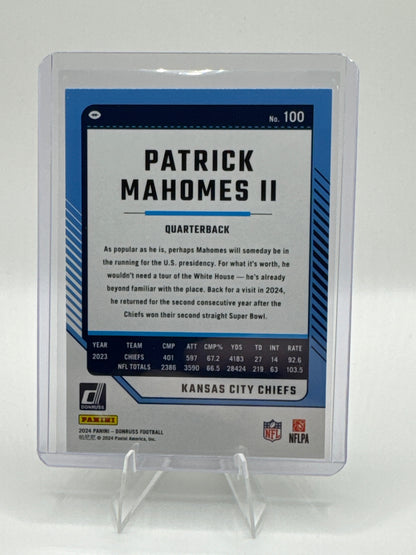 No. 100
PATRICK
MAHOMES II
QUARTERBACK
As popular as he is, perhaps Mahomes will someday be in
the running for the U.S. presidency. For what it's worth, he
wouldn't need a tour of the White House — he's already
beyond familiar with the place. Back for a visit in 2024,
he returned for the second consecutive year after the
Chiefs won their second straight Super Bowl.
YEAR TEAM CMP ATT CMP% YDS TD INT RATE
2023 CHIEFS 401 597 67.2 4183 27 14 92.6
NFL TOTALS 2386 3590 66.5 28424 219 63 103.5
KANSAS CITY CHIEFS
DONRUSS
PANINI
NFL
NFLPA
2024 PANINI – DONRUSS FOOTBALL
帕尼尼 © 2024 Panini America, Inc.